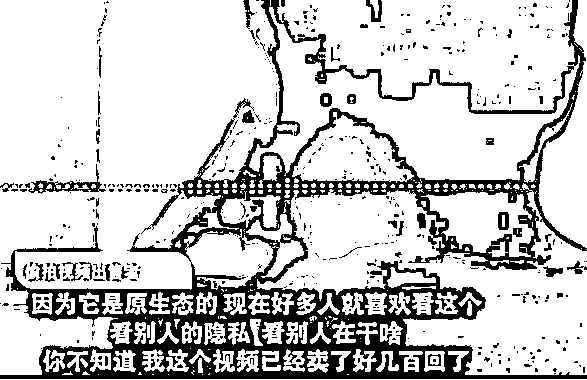 偷拍视频出售者
因为它是原生态的 现在好多人就喜欢看这个
看别人的隐私 看别人在干啥
你不知道 我这个视频已经卖了好几百回了